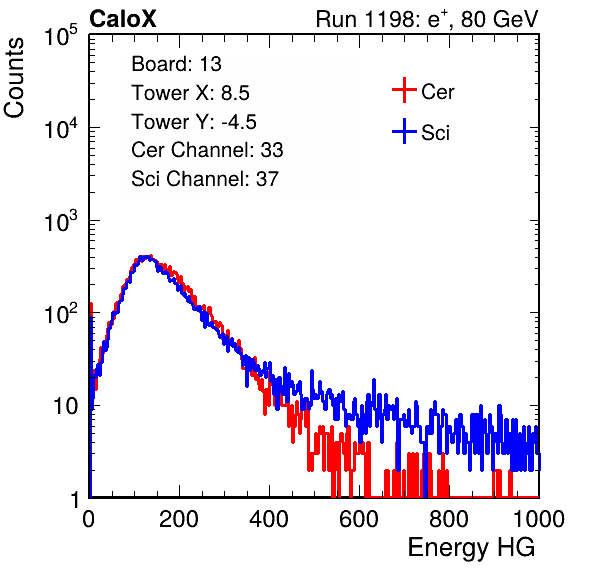 CaloX Run 1198: e⁺, 80 GeV
Counts
Board: 13
Tower X: 8.5
Tower Y: -4.5
Cer Channel: 33
Sci Channel: 37
Cer
Sci
10⁵
10⁴
10³
10²
10
1
0 200 400 600 800 1000
Energy HG